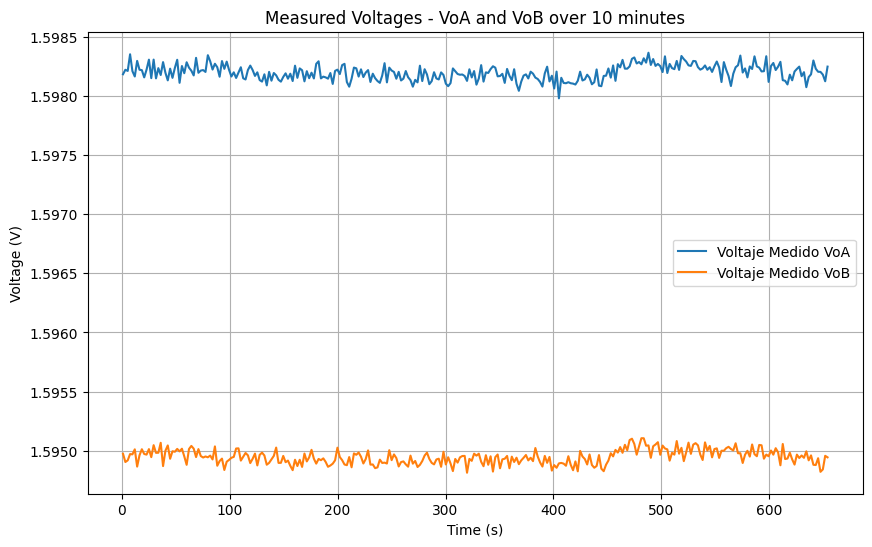 Measured Voltages - VoA and VoB over 10 minutes
1.5985
1.5980
1.5975
1.5970
1.5965
1.5960
1.5955
1.5950
Voltage (V)
Voltaje Medido VoA
Voltaje Medido VoB
0 100 200 300 400 500 600
Time (s)